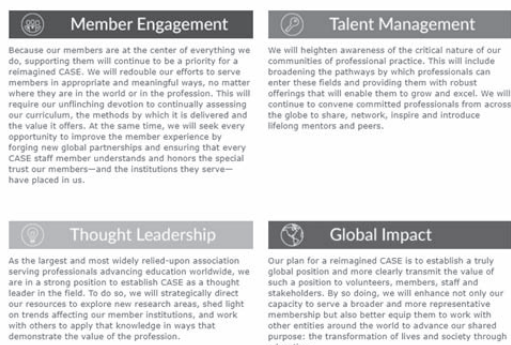 Member Engagement
Because our members are at the center of everything we
do, supporting them will continue to be a priority for a
reimagined CASE. We will redouble our efforts to serve
members in appropriate and meaningful ways, no matter
where they are in the world or in the profession. This will
require our unflinching devotion to continually assessing
our curriculum, the methods by which it is delivered and
the value it offers. At the same time, we will seek every
opportunity to improve the member experience by
forging new global partnerships and ensuring that every
CASE staff member understands and honors the special
trust our members—and the institutions they serve—
have placed in us.
Talent Management
We will heighten awareness of the critical nature of our
communities of professional practice. This will include
broadening the pathways by which professionals can
enter these fields and providing them with robust
offerings that will enable them to grow and excel. We will
continue to convene committed professionals from across
the globe to share, network, inspire and introduce
lifelong mentors and peers.
Thought Leadership
As the largest and most widely relied-upon association
serving professionals advancing education worldwide, we
are in a strong position to establish CASE as a thought
leader in the field. To do so, we will strategically direct
our resources to explore new research areas, shed light
on trends affecting our member institutions, and work
with others to apply that knowledge in ways that
demonstrate the value of the profession.
Global Impact
Our plan for a reimagined CASE is to establish a truly
global position and more clearly transmit the value of
such a position to volunteers, members, staff and
stakeholders. By so doing, we will enhance not only our
capacity to serve a broader and more representative
membership but also better equip them to work with
other entities around the world to advance our shared
purpose: the transformation of lives and society through